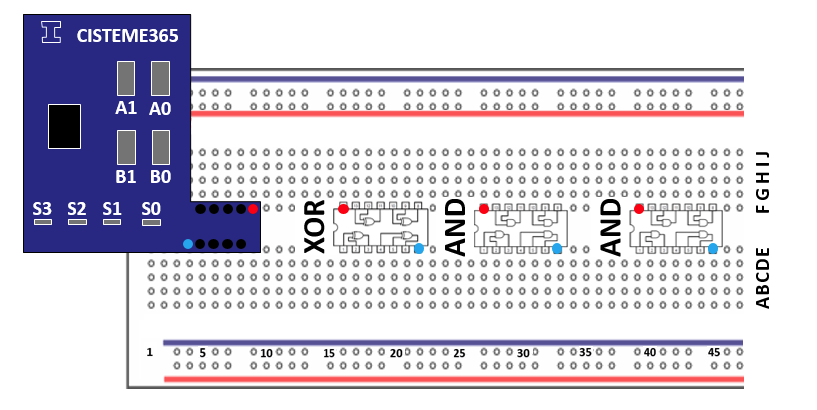 CISTEME365
A1 A0
B1 B0
S3 S2 S1 S0
XOR
AND
AND
F G H I J
A B C D E
1 5 10 15 20 25 30 35 40 45